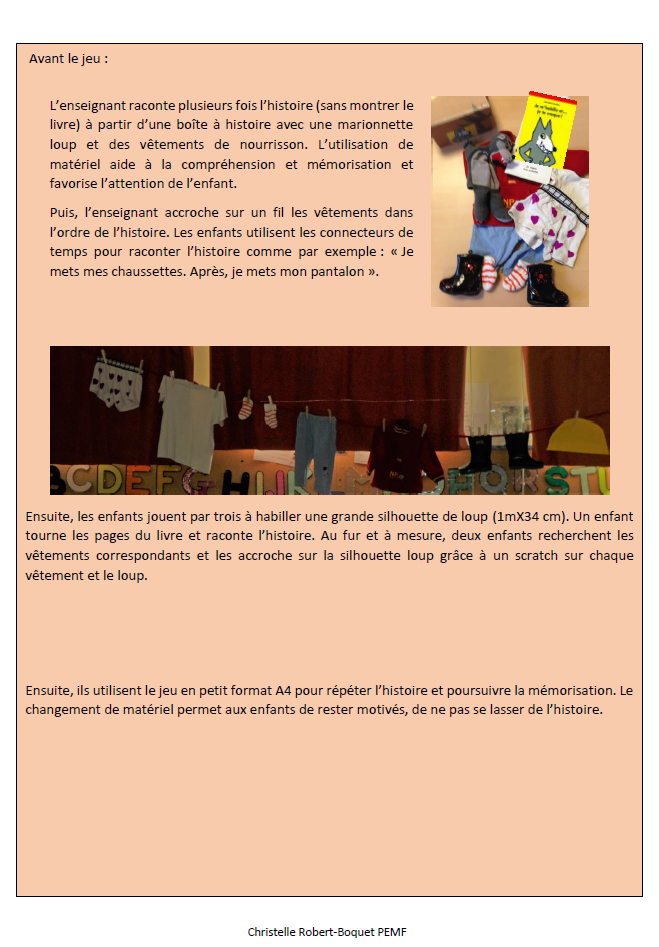 Avant le jeu :
L’enseignant raconte plusieurs fois l’histoire (sans montrer le
livre) à partir d’une boîte à histoire avec une marionnette
loup et des vêtements de nourrisson. L’utilisation de
matériel aide à la compréhension et mémorisation et
favorise l’attention de l’enfant.
Puis, l’enseignant accroche sur un fil les vêtements dans
l’ordre de l’histoire. Les enfants utilisent les connecteurs de
temps pour raconter l’histoire comme par exemple : « Je
mets mes chaussettes. Après, je mets mon pantalon ».
Je m'habille et...
je te croque !
BCDEFGHIJK
OPQRSTU
Ensuite, les enfants jouent par trois à habiller une grande silhouette de loup (1mX34 cm). Un enfant
tourne les pages du livre et raconte l’histoire. Au fur et à mesure, deux enfants recherchent les
vêtements correspondants et les accroche sur la silhouette loup grâce à un scratch sur chaque
vêtement et le loup.
Ensuite, ils utilisent le jeu en petit format A4 pour répéter l’histoire et poursuivre la mémorisation. Le
changement de matériel permet aux enfants de rester motivés, de ne pas se lasser de l’histoire.
Christelle Robert-Boquet PEMF